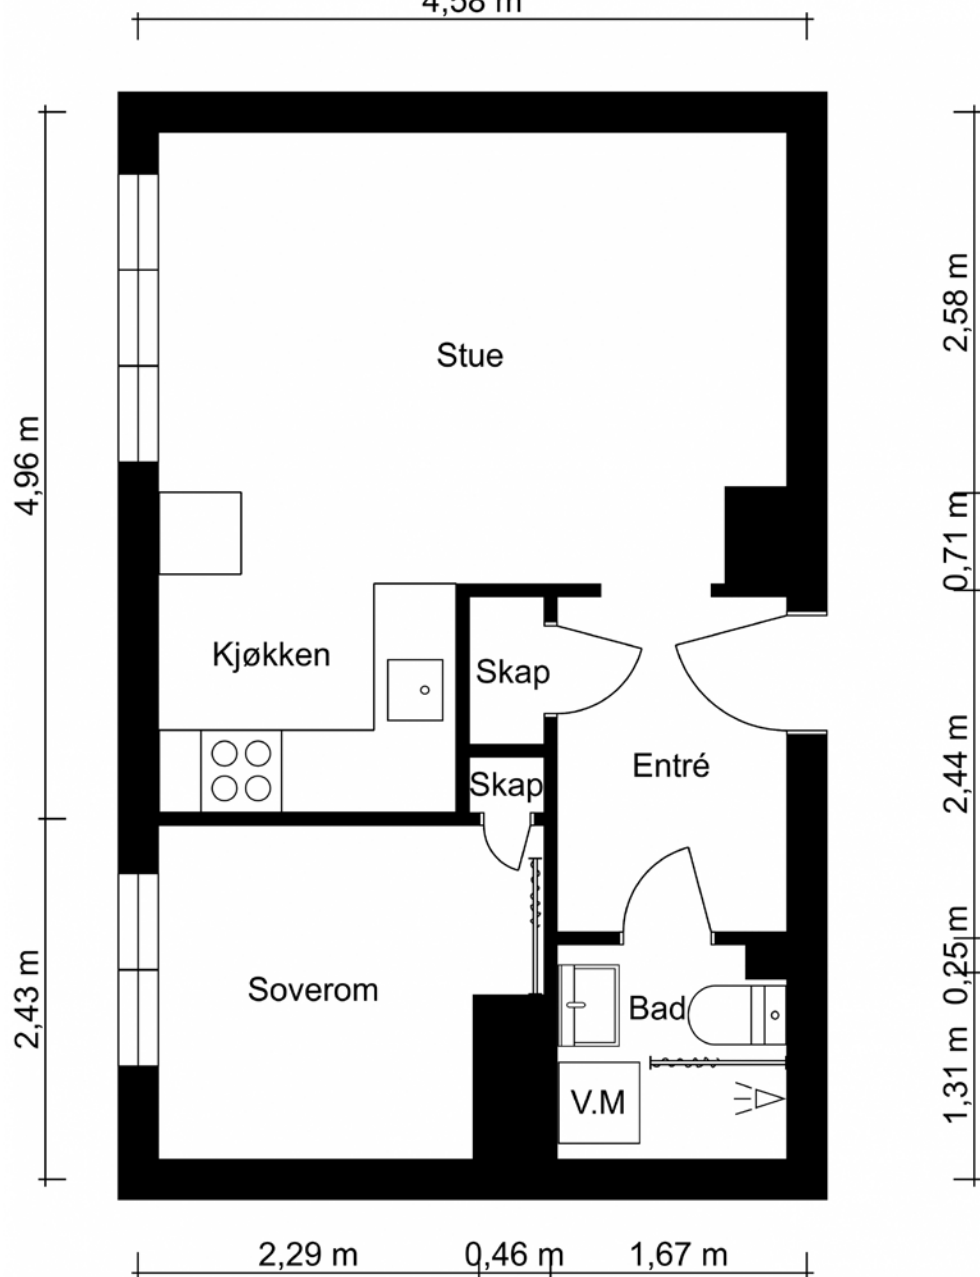 4,58 m
2,58 m
Stue
4,96 m
0,71 m
Kjøkken
Skap
Entré
2,44 m
Skap
0,25 m
Soverom
2,43 m
Bad
1,31 m
V.M
2,29 m
0,46 m
1,67 m